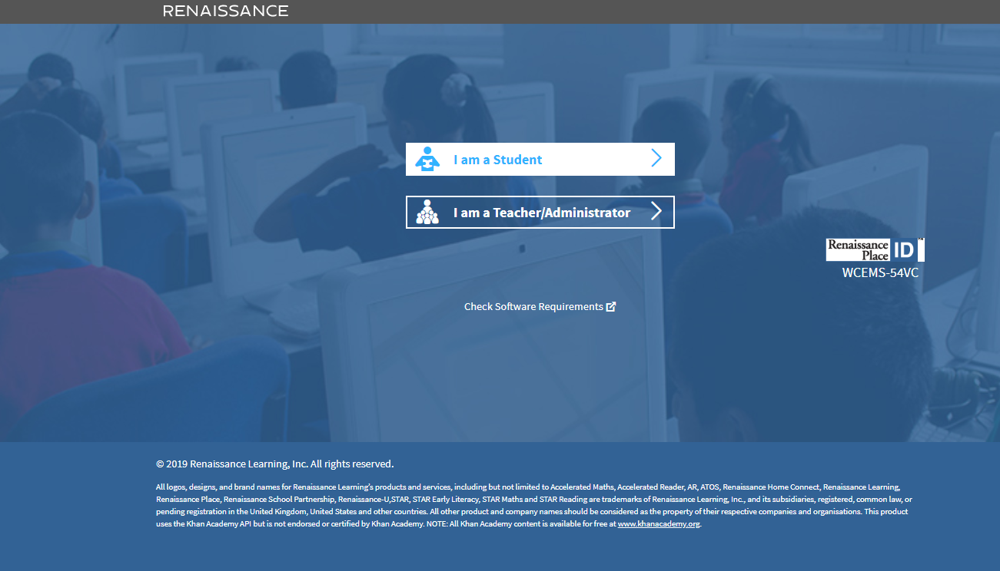 RENAISSANCE
I am a Student
I am a Teacher/Administrator
Renaissance
Place ID™
WCEMS-54VC
Check Software Requirements
© 2019 Renaissance Learning, Inc. All rights reserved.
All logos, designs, and brand names for Renaissance Learning's products and services, including but not limited to Accelerated Maths, Accelerated Reader, AR, ATOS, Renaissance Home Connect, Renaissance Learning,
Renaissance Place, Renaissance School Partnership, Renaissance-U,STAR, STAR Early Literacy, STAR Maths and STAR Reading are trademarks of Renaissance Learning, Inc., and its subsidiaries, registered, common law, or
pending registration in the United Kingdom, United States and other countries. All other product and company names should be considered as the property of their respective companies and organisations. This product
uses the Khan Academy API but is not endorsed or certified by Khan Academy. NOTE: All Khan Academy content is available for free at www.khanacademy.org.